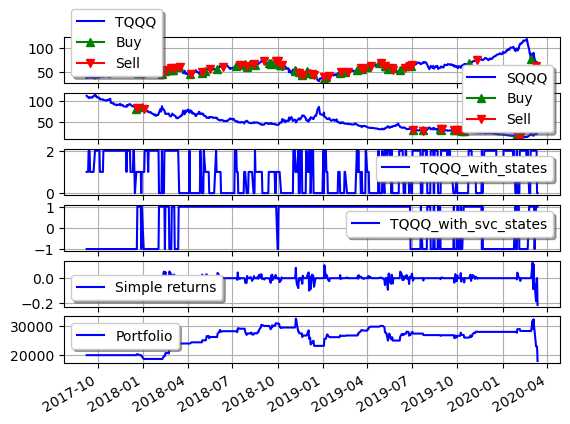 TQQQ
Buy
Sell
100
50
SQQQ
Buy
Sell
100
50
2
0
TQQQ_with_states
1
0
−1
TQQQ_with_svc_states
0.0
−0.2
Simple returns
30000
20000
Portfolio
2017-10
2018-01
2018-04
2018-07
2018-10
2019-01
2019-04
2019-07
2019-10
2020-01
2020-04